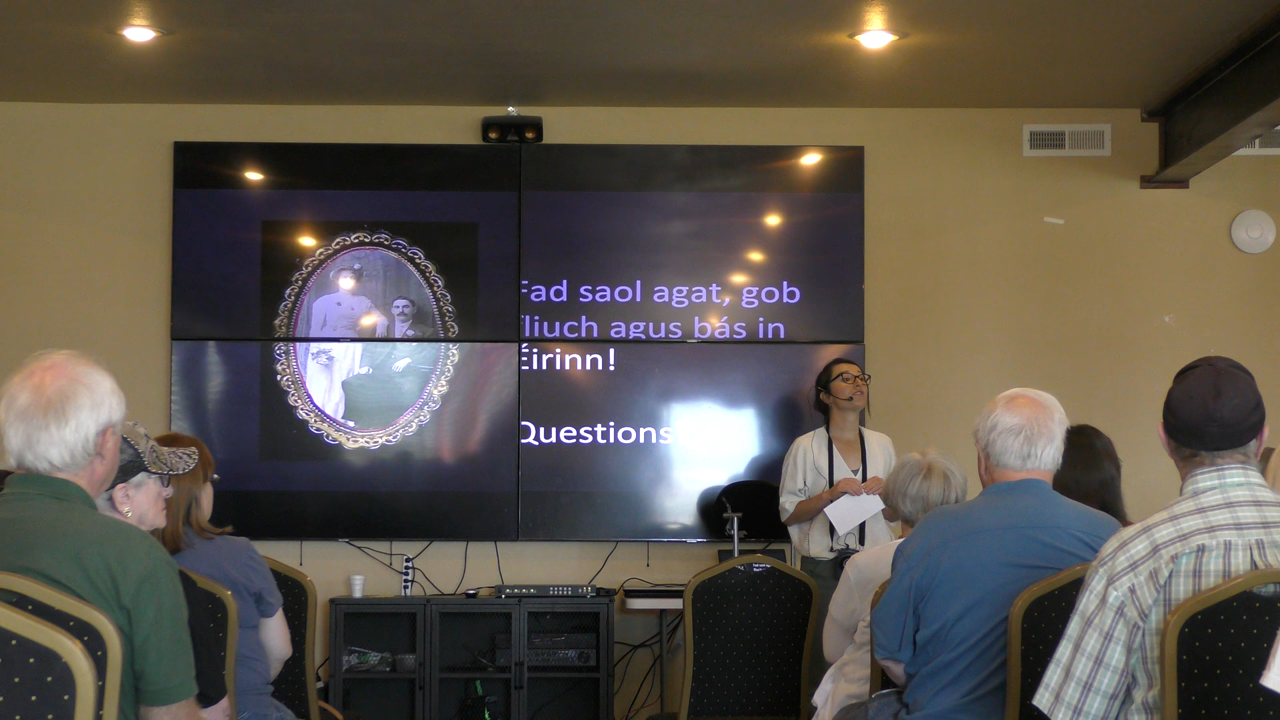 Fad saol agat, gob
fliuch agus bás in
Éirinn!
Questions